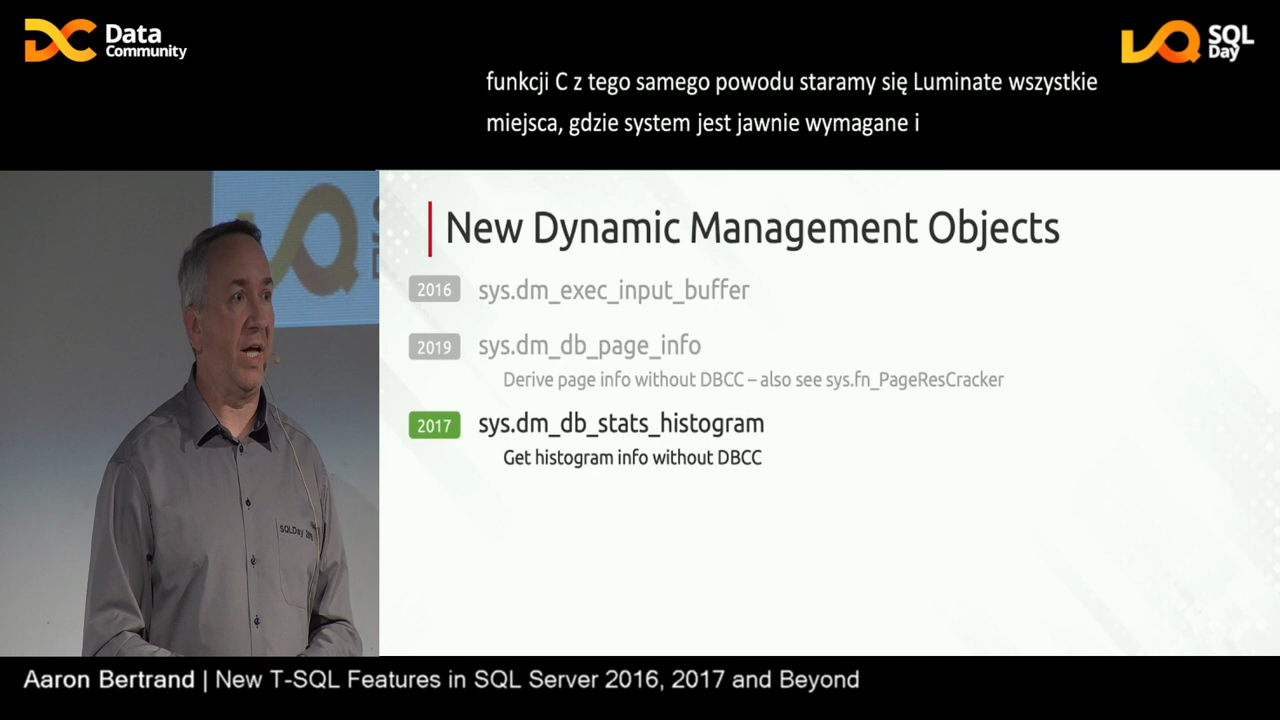 Data
Community
SQL
Day
funkcji C z tego samego powodu staramy się Luminate wszystkie
miejsca, gdzie system jest jawnie wymagane i
New Dynamic Management Objects
2016 sys.dm_exec_input_buffer
2019 sys.dm_db_page_info
Derive page info without DBCC – also see sys.fn_PageResCracker
2017 sys.dm_db_stats_histogram
Get histogram info without DBCC
SQLDay
Aaron Bertrand | New T-SQL Features in SQL Server 2016, 2017 and Beyond